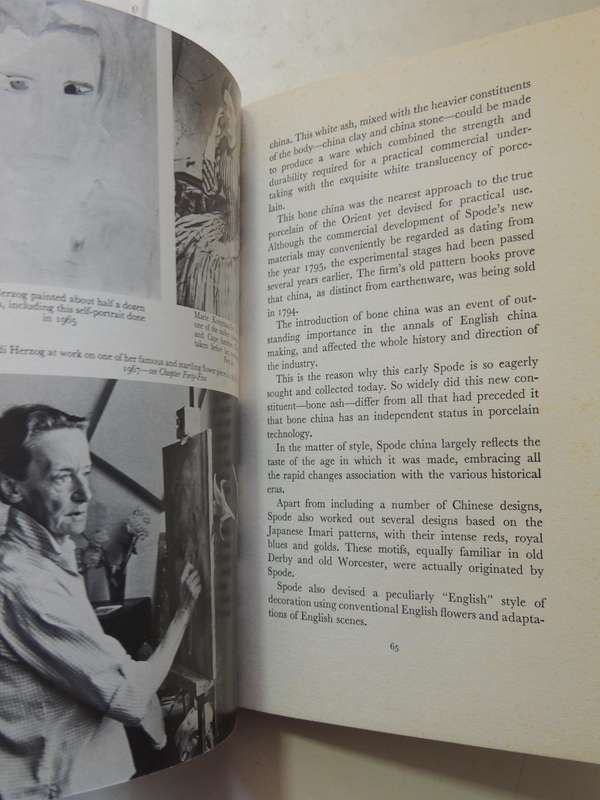 erzog painted about half a dozen
, including this self-portrait done
in 1965
Marie
one of the
and Cape
taken before
di Herzog at work on one of her famous and startling flower
1967—see Chapter Forty-Five
china. This white ash, mixed with the heavier constituents
of the body—china clay and china stone—could be made
to produce a ware which combined the strength and
durability required for a practical commercial under-
taking with the exquisite white translucency of porce-
lain.
This bone china was the nearest approach to the true
porcelain of the Orient yet devised for practical use.
Although the commercial development of Spode's new
materials may conveniently be regarded as dating from
the year 1795, the experimental stages had been passed
several years earlier. The firm's old pattern books prove
that china, as distinct from earthenware, was being sold
in 1794.
The introduction of bone china was an event of out-
standing importance in the annals of English china
making, and affected the whole history and direction of
the industry.
This is the reason why this early Spode is so eagerly
sought and collected today. So widely did this new con-
stituent—bone ash—differ from all that had preceded it
that bone china has an independent status in porcelain
technology.
In the matter of style, Spode china largely reflects the
taste of the age in which it was made, embracing all
the rapid changes association with the various historical
eras.
Apart from including a number of Chinese designs,
Spode also worked out several designs based on the
Japanese Imari patterns, with their intense reds, royal
blues and golds. These motifs, equally familiar in old
Derby and old Worcester, were actually originated by
Spode.
Spode also devised a peculiarly "English" style of
decoration using conventional English flowers and adapta-
tions of English scenes.
65